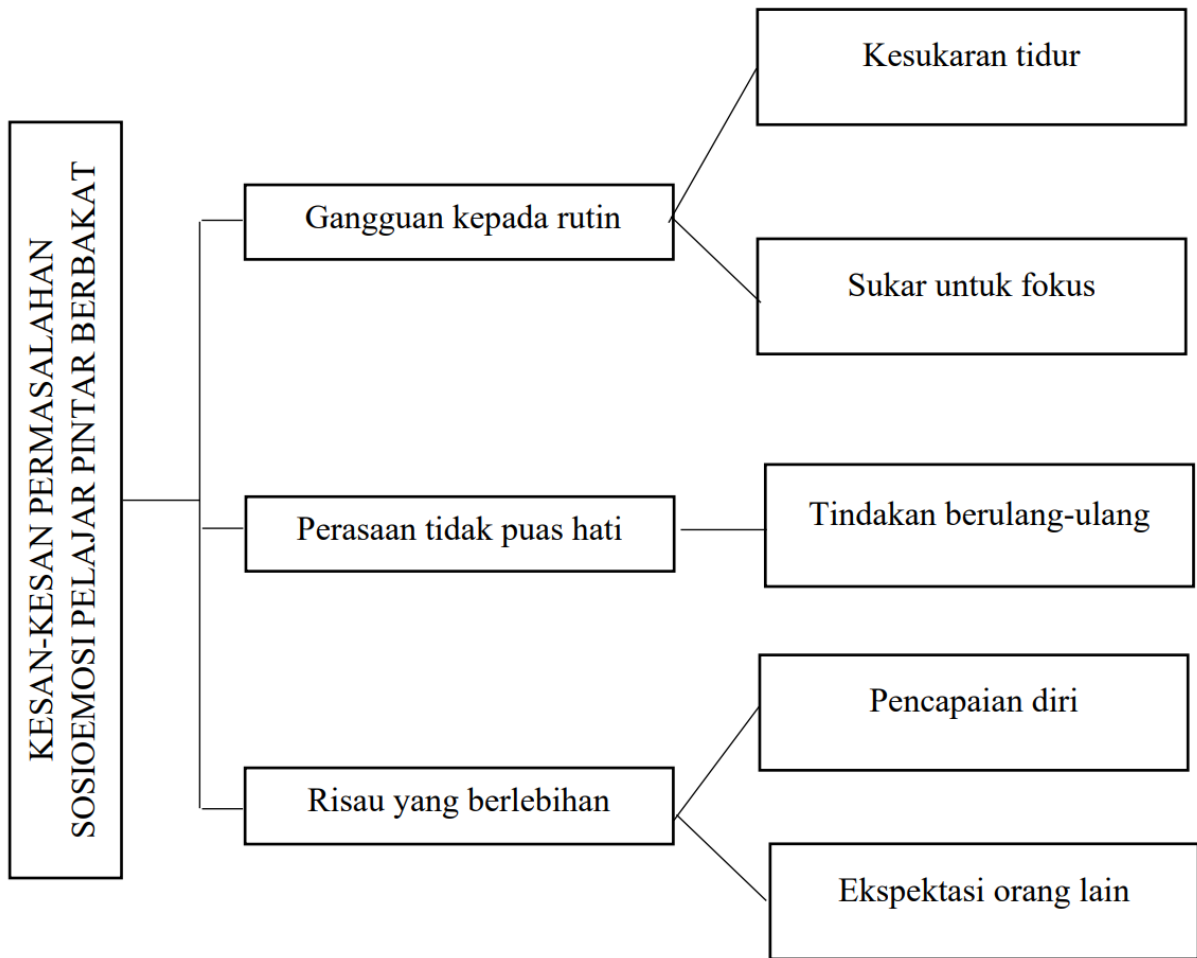 KESAN-KESAN PERMASALAHAN
SOSIOEMOSI PELAJAR PINTAR BERBAKAT
Gangguan kepada rutin
Kesukaran tidur
Sukar untuk fokus
Perasaan tidak puas hati
Tindakan berulang-ulang
Risau yang berlebihan
Pencapaian diri
Ekspektasi orang lain